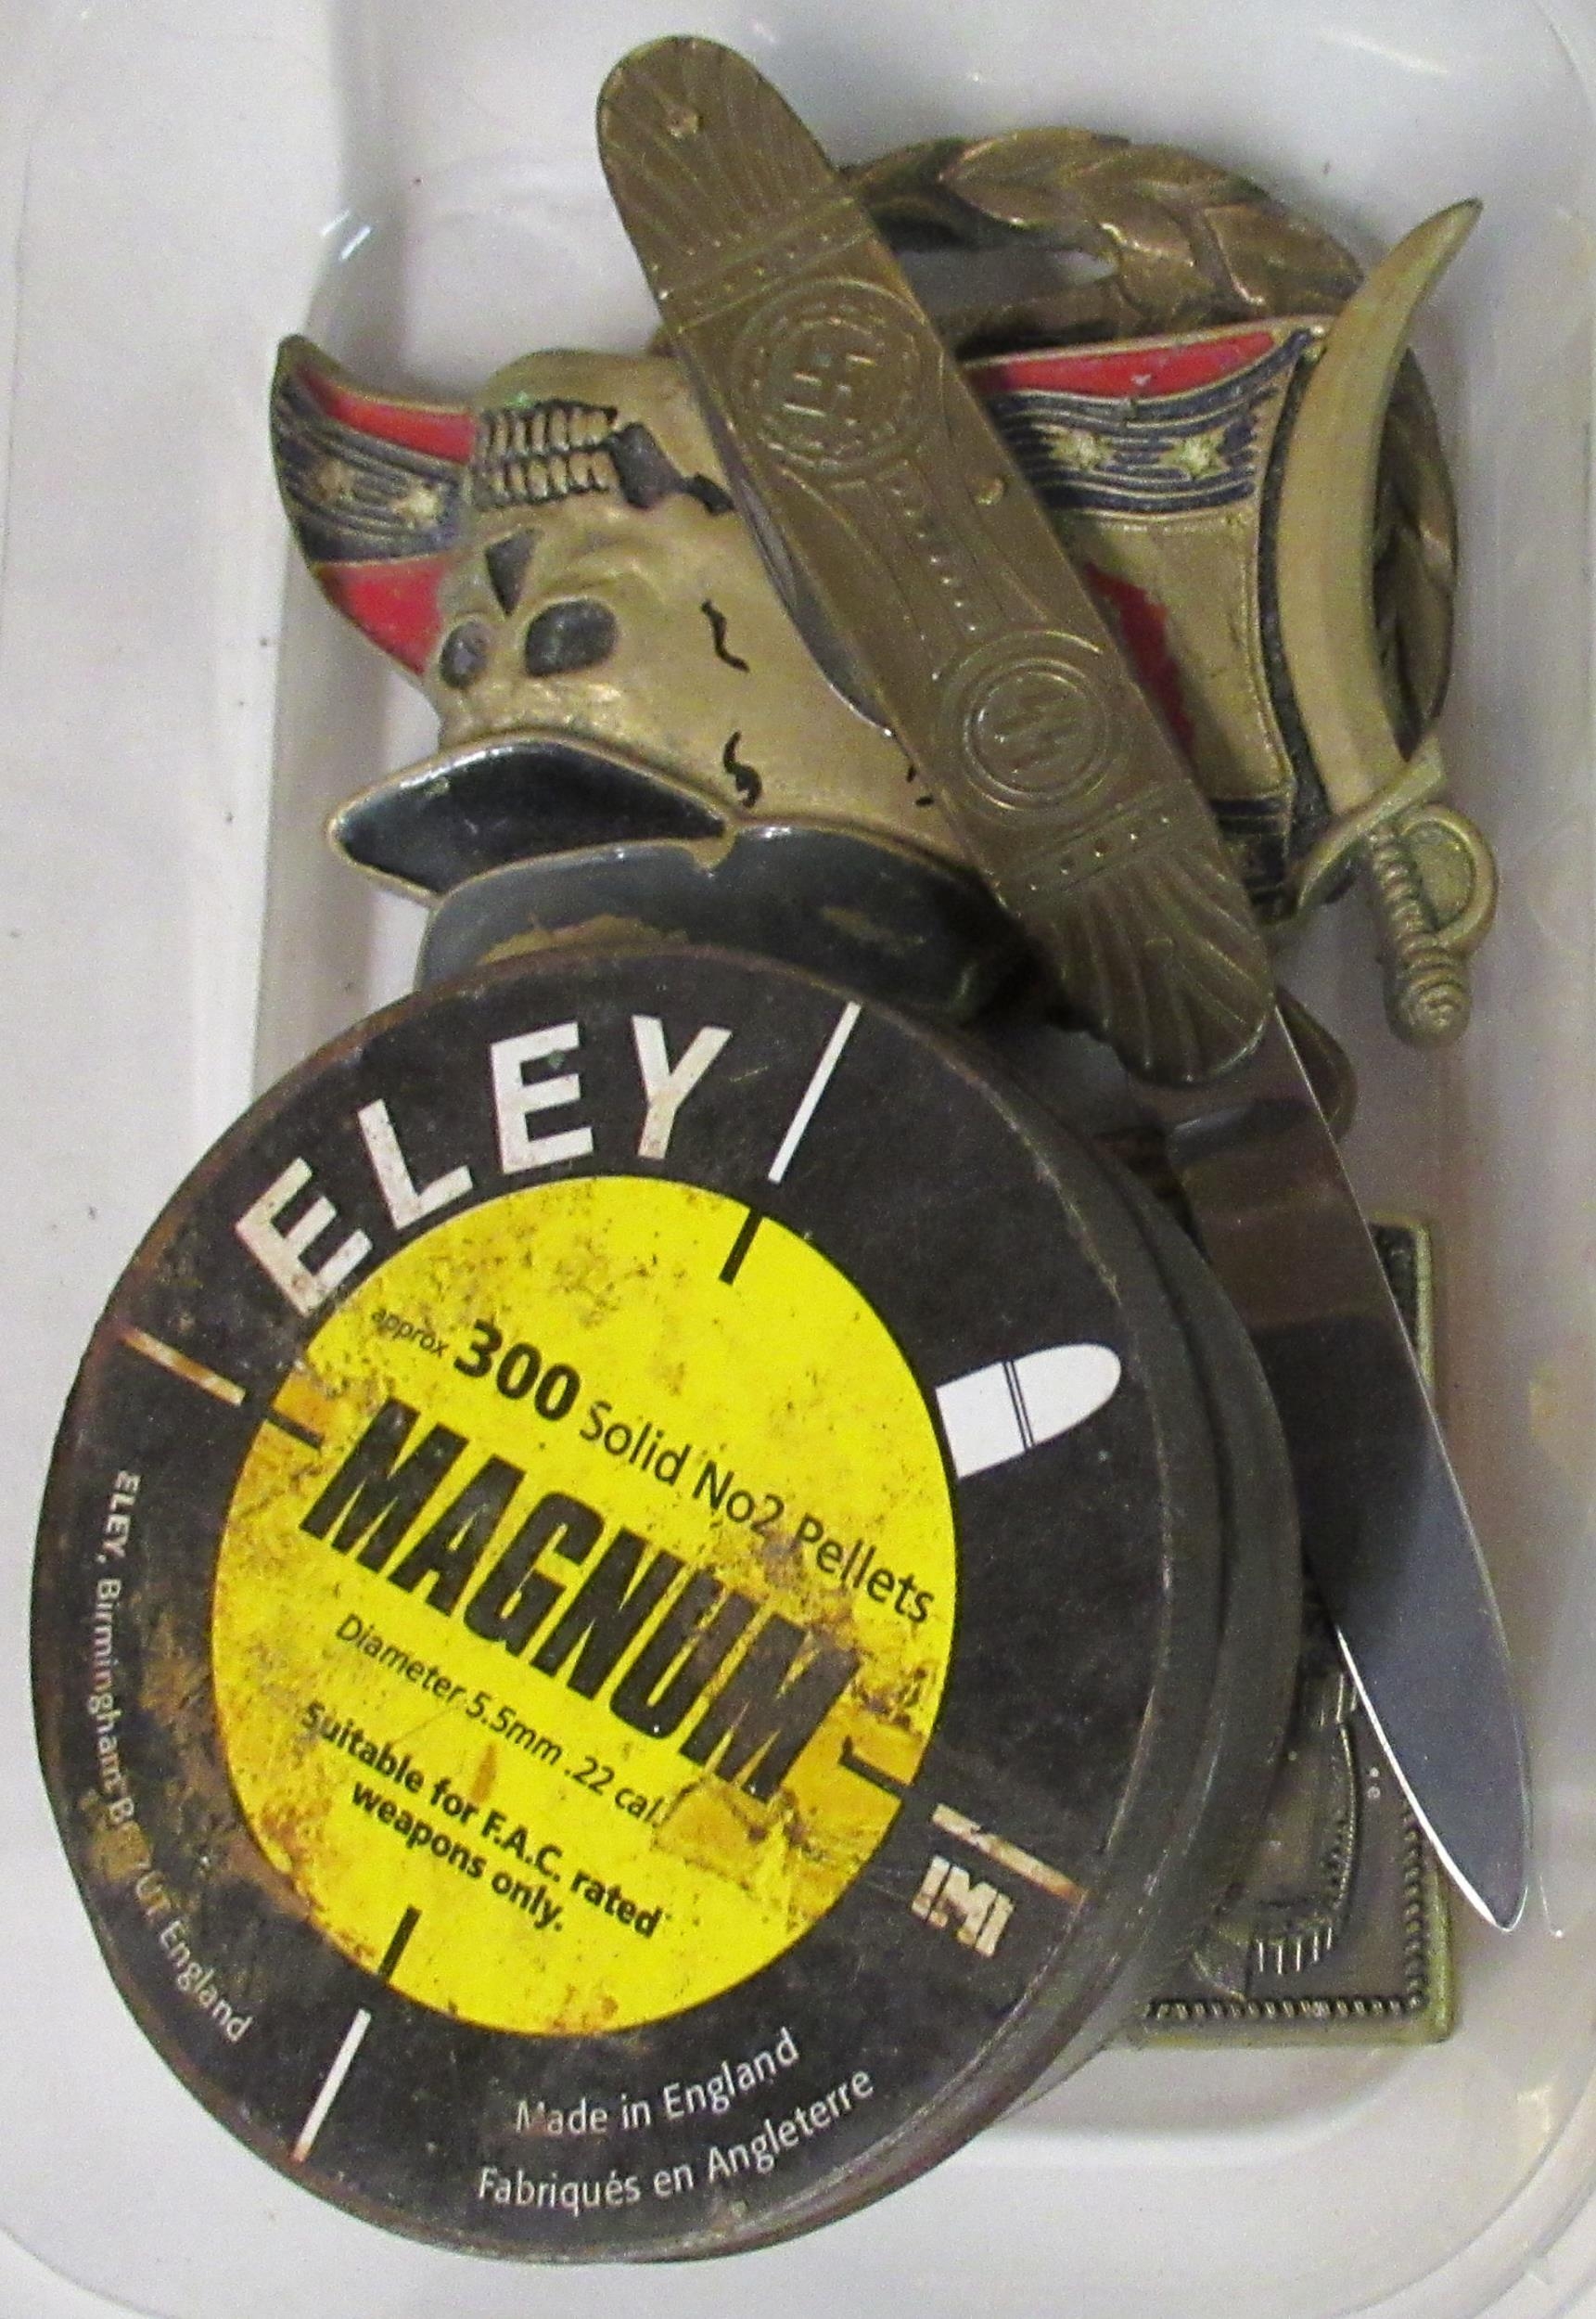 ELEY
approx 300 Solid No2 Pellets
MAGNUM
Diameter 5.5mm .22 cal.
Suitable for F.A.C. rated
weapons only.
IMI
Made in England
Fabriqués en Angleterre
ELEY, Birmingham B 7UT England